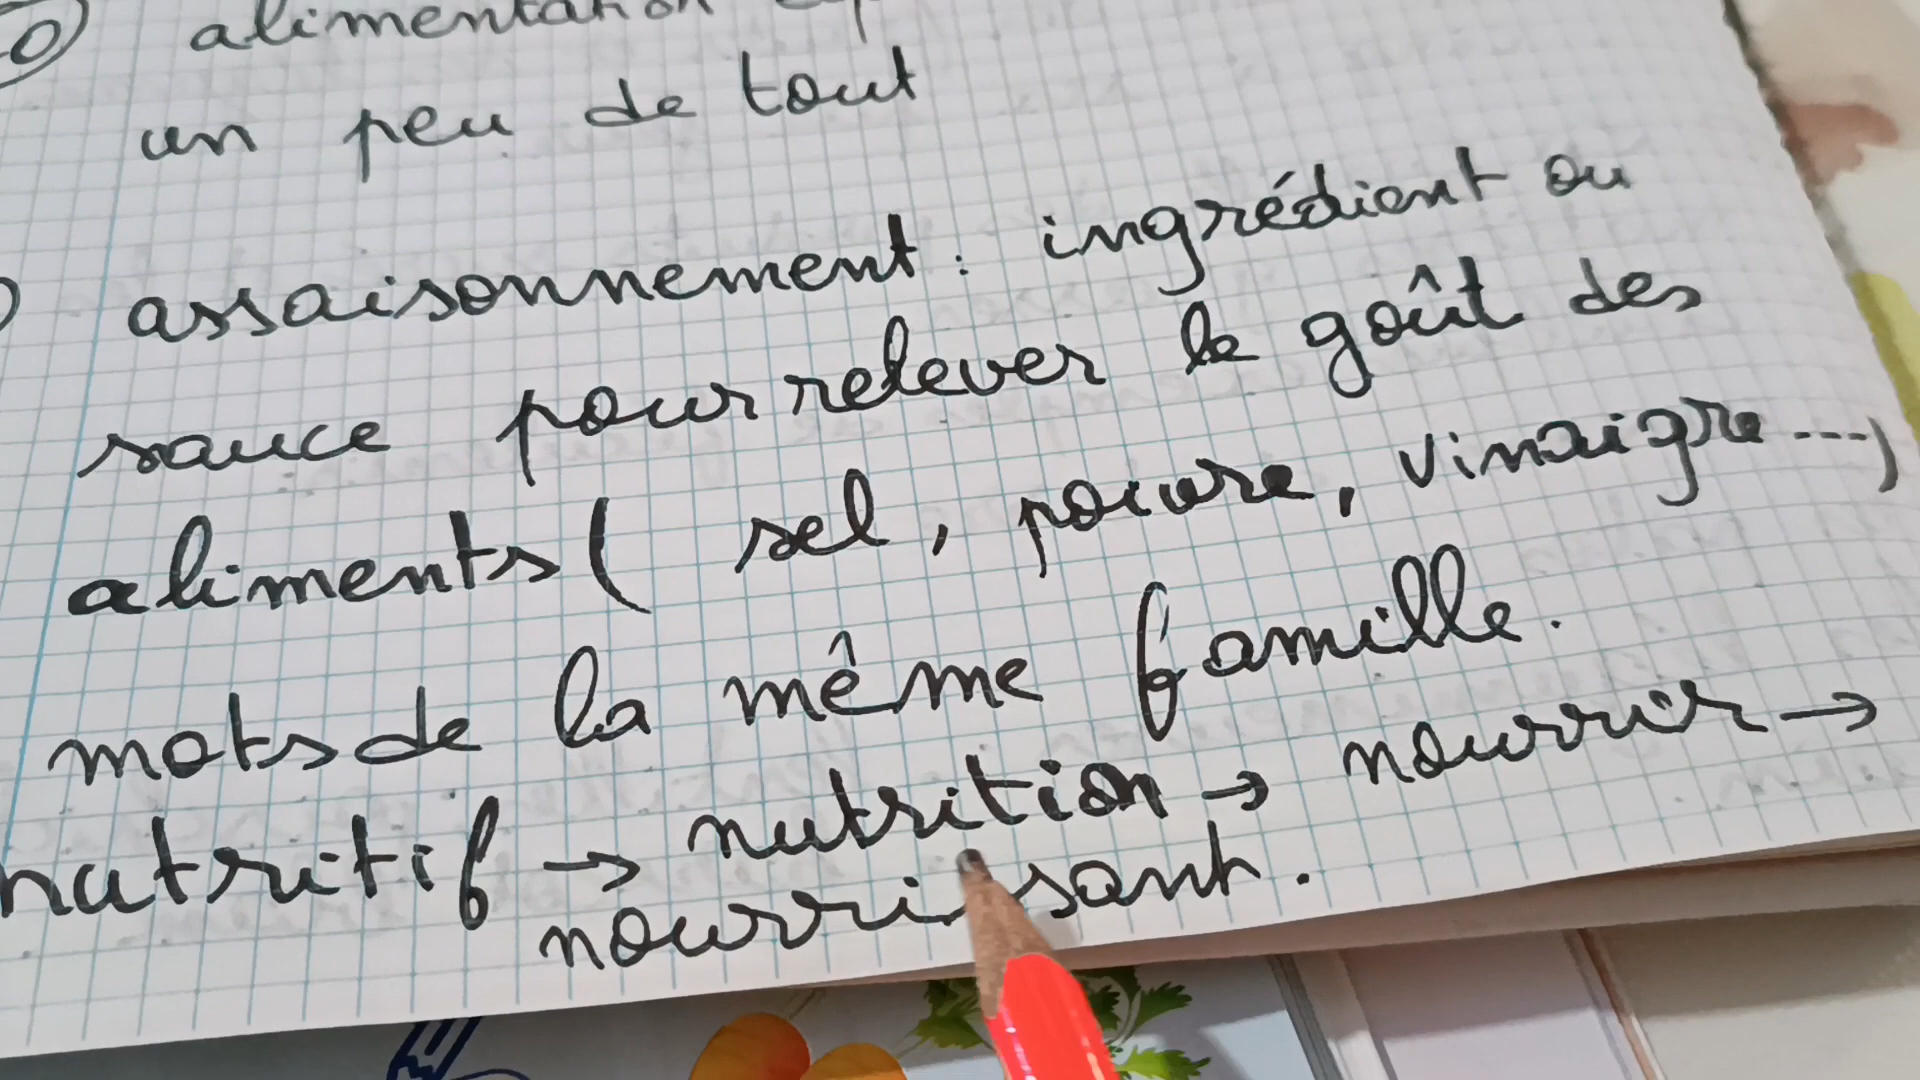 alimentation
un peu de tout
assaisonnement : ingrédient ou
sauce pour relever le goût des
aliments ( sel, poivre, vinaigre ...)
mots de la même famille.
nutritif → nutrition → nourrir →
nourrissant.